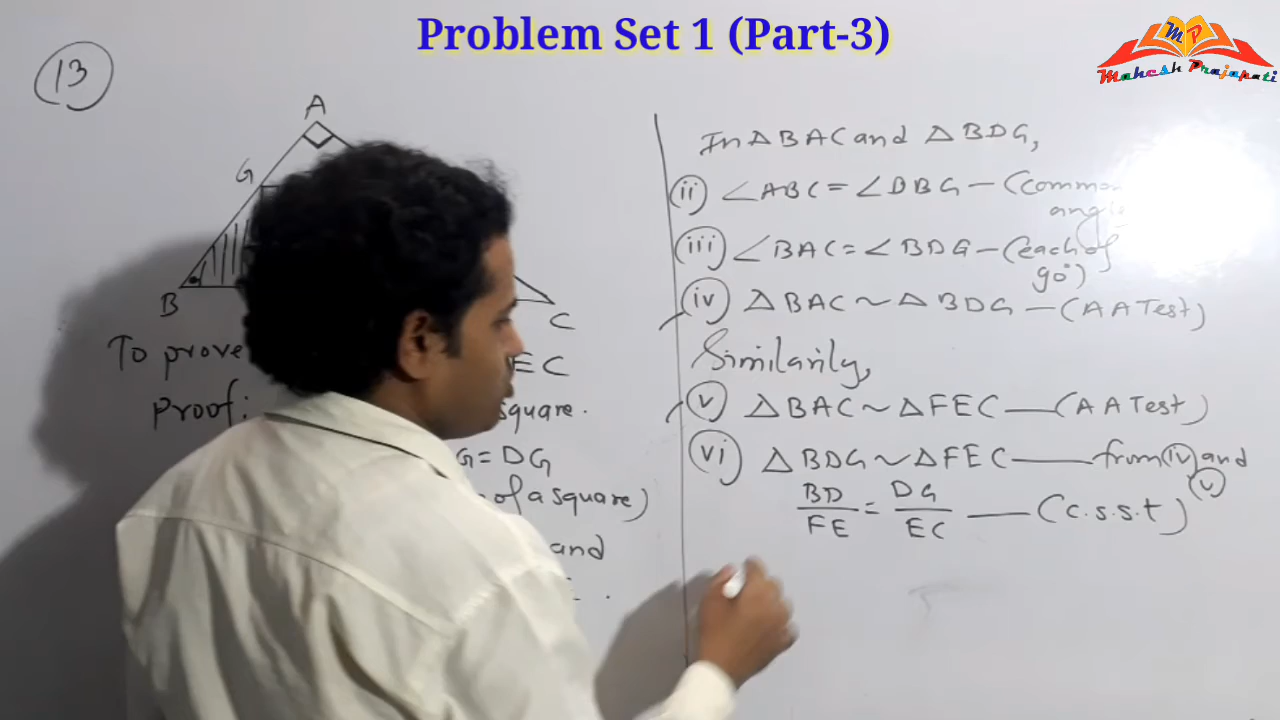 Problem Set 1 (Part-3)
MP
Mahesh Prajapati
13
A
G
B
C
To prove
EC
Proof:
square.
G = DG
of a square)
and
In △BAC and △BDG,
(ii) ∠ABC = ∠DBG — (common
angle
(iii) ∠BAC = ∠BDG — (each of
90°)
(iv) △BAC ~ △BDG — (AA Test)
Similarily,
(v) △BAC ~ △FEC — (AA Test)
(vi) △BDG ~ △FEC — from (iv) and
(v)
BD/FE = DG/EC — (c.s.s.t)